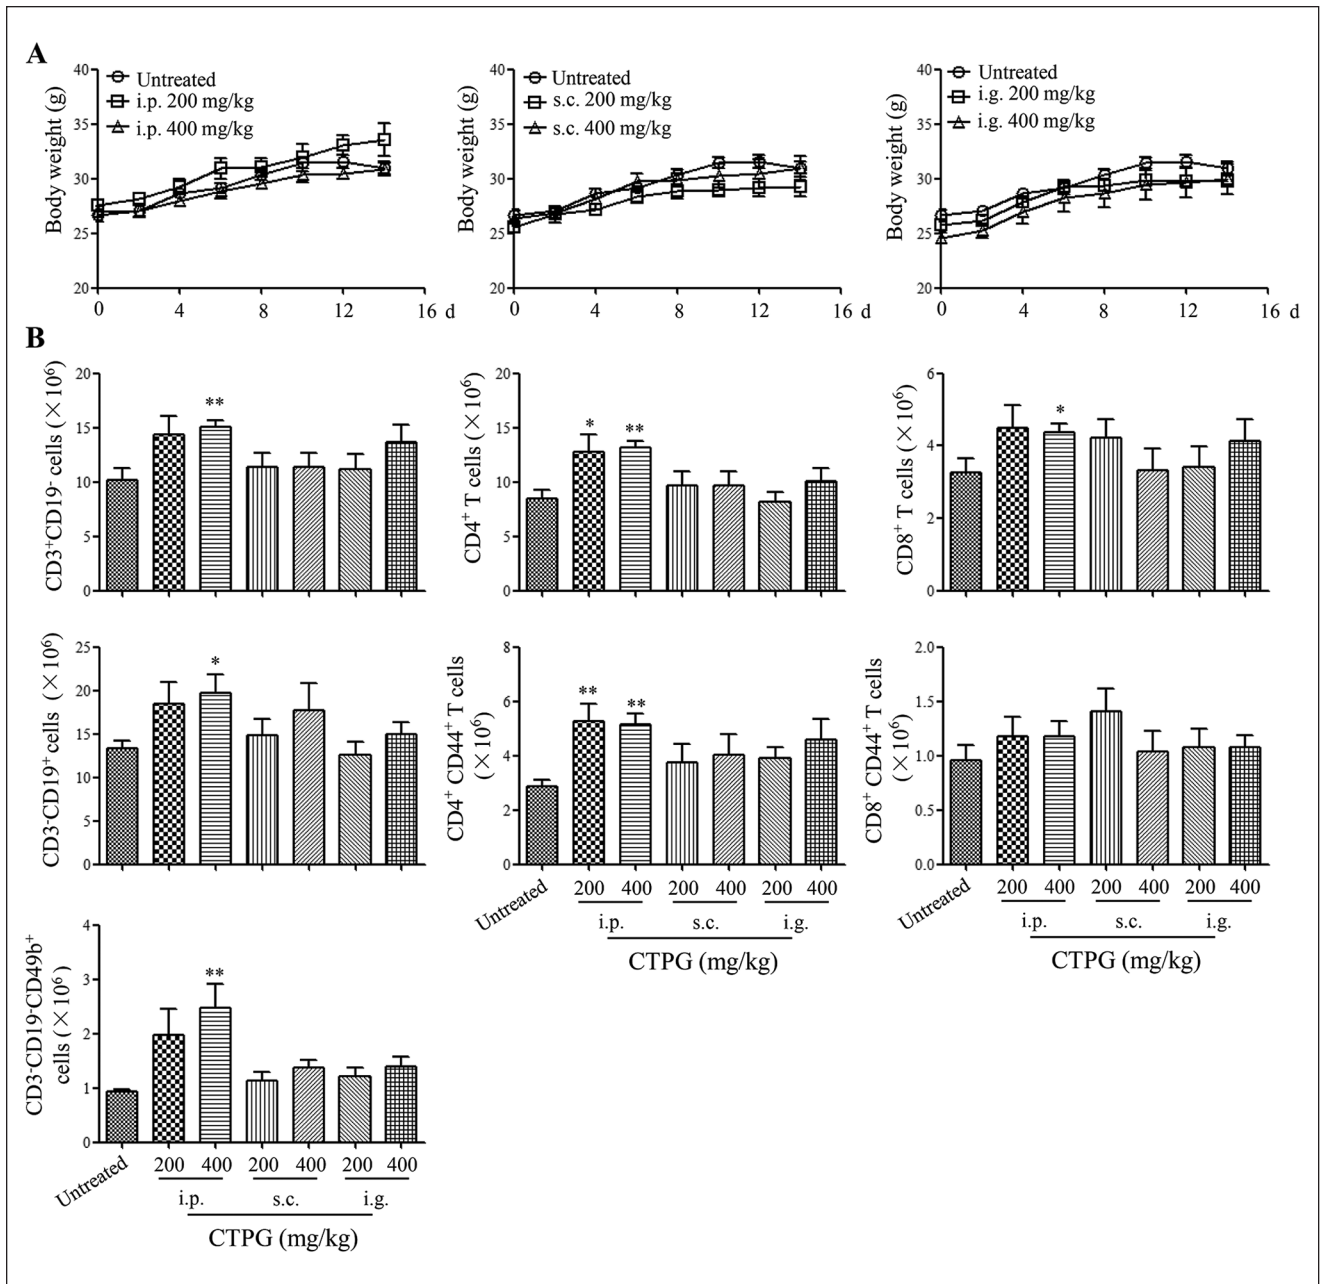 A
Body weight (g)
40
35
30
25
20
Untreated
i.p. 200 mg/kg
i.p. 400 mg/kg
0 4 8 12 16 d
Body weight (g)
40
35
30
25
20
Untreated
s.c. 200 mg/kg
s.c. 400 mg/kg
0 4 8 12 16 d
Body weight (g)
40
35
30
25
20
Untreated
i.g. 200 mg/kg
i.g. 400 mg/kg
0 4 8 12 16 d
B
CD3⁺CD19⁻ cells (×10⁶)
20
15
10
5
0
**
CD4⁺ T cells (×10⁶)
20
15
10
5
0
* **
CD8⁺ T cells (×10⁶)
6
4
2
0
*
CD3⁻CD19⁺cells (×10⁶)
25
20
15
10
5
0
*
CD4⁺ CD44⁺ T cells
(×10⁶)
8
6
4
2
0
** **
Untreated 200 400 200 400 200 400
i.p. s.c. i.g.
CTPG (mg/kg)
CD8⁺ CD44⁺ T cells
(×10⁶)
2.0
1.5
1.0
0.5
0.0
Untreated 200 400 200 400 200 400
i.p. s.c. i.g.
CTPG (mg/kg)
CD3⁻CD19⁻CD49b⁺
cells (×10⁶)
4
3
2
1
0
**
Untreated 200 400 200 400 200 400
i.p. s.c. i.g.
CTPG (mg/kg)